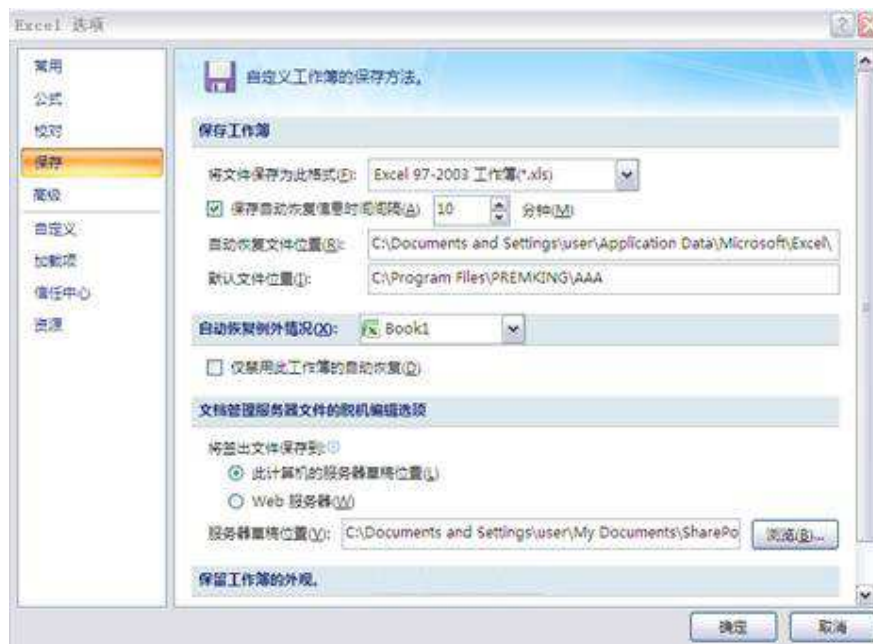 Excel 选项
常用
公式
校对
保存
高级
自定义
加载项
信任中心
资源
自定义工作簿的保存方法。
保存工作簿
将文件保存为此格式(F): Excel 97-2003 工作簿(*.xls)
保存自动恢复信息时间间隔(A) 10 分钟(M)
自动恢复文件位置(R): C:\Documents and Settings\user\Application Data\Microsoft\Excel\
默认文件位置(I): C:\Program Files\PREMKING\AAA
自动恢复例外情况(X): Book1
仅禁用此工作簿的自动恢复(D)
文档管理服务器文件的脱机编辑选项
将签出文件保存到:
此计算机的服务器草稿位置(L)
Web 服务器(W)
服务器草稿位置(V): C:\Documents and Settings\user\My Documents\SharePo 浏览(B)...
保留工作簿的外观。
确定 取消